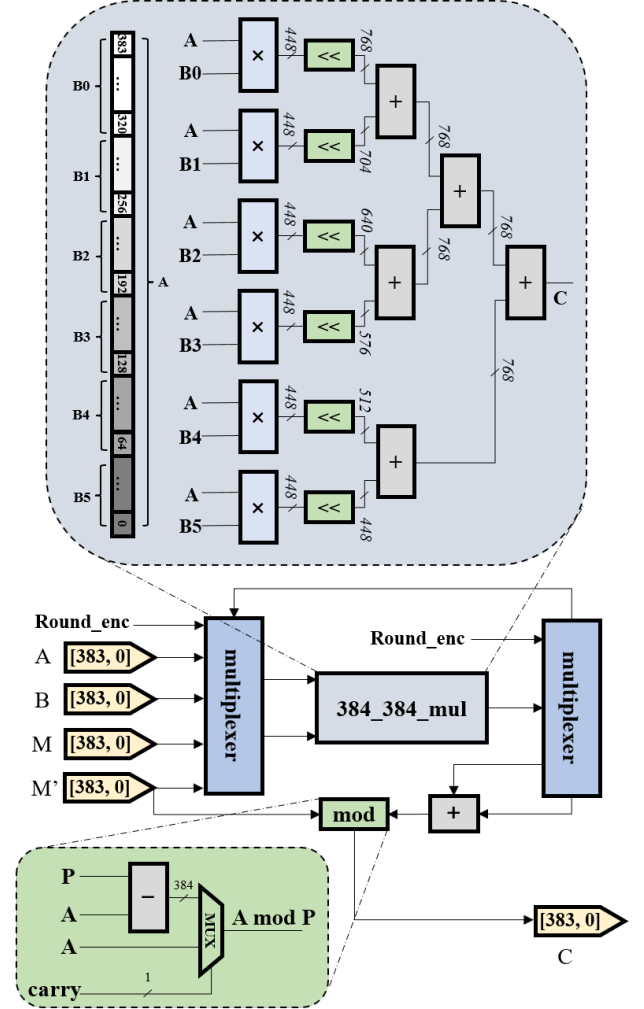 383
...
320
B0
...
256
B1
...
192
B2
...
128
B3
...
64
B4
...
0
B5
A
A
B0
×
448
<<
768
+
A
B1
×
448
<<
704
768
+
A
B2
×
448
<<
640
+
768
768
A
B3
×
448
<<
576
+
C
A
B4
×
448
<<
512
768
+
A
B5
×
448
<<
448
Round_enc
A [383, 0]
B [383, 0]
M [383, 0]
M' [383, 0]
multiplexer
384_384_mul
Round_enc
multiplexer
mod
+
P
A
−
384
A
MUX
A mod P
carry
1
[383, 0]
C